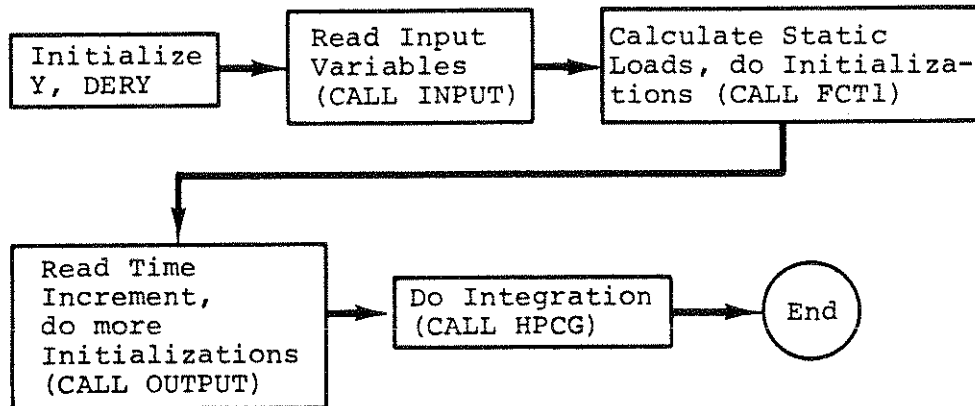 Initialize
Y, DERY
Read Input
Variables
(CALL INPUT)
Calculate Static
Loads, do Initializa-
tions (CALL FCT1)
Read Time
Increment,
do more
Initializations
(CALL OUTPUT)
Do Integration
(CALL HPCG)
End